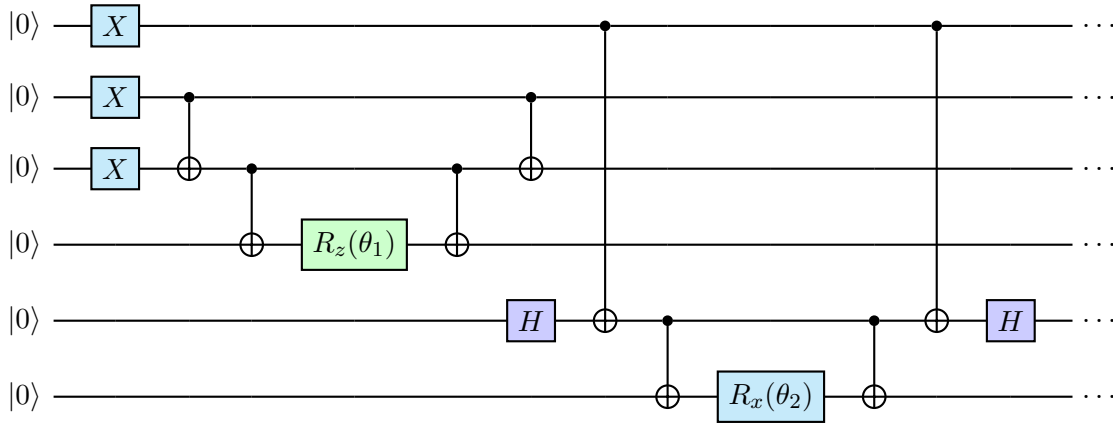 |0⟩ X ···
|0⟩ X ···
|0⟩ X ···
|0⟩ R_z(θ_1) ···
|0⟩ H H ···
|0⟩ R_x(θ_2) ···